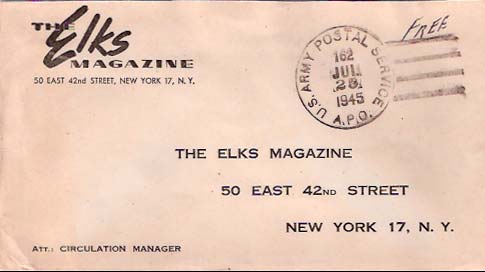 THE Elks
MAGAZINE
50 EAST 42nd STREET, NEW YORK 17, N. Y.
FREE
U.S. ARMY POSTAL SERVICE
162
JUL
25
1945
A.P.O.
THE ELKS MAGAZINE
50 EAST 42ND STREET
NEW YORK 17, N. Y.
ATT.: CIRCULATION MANAGER